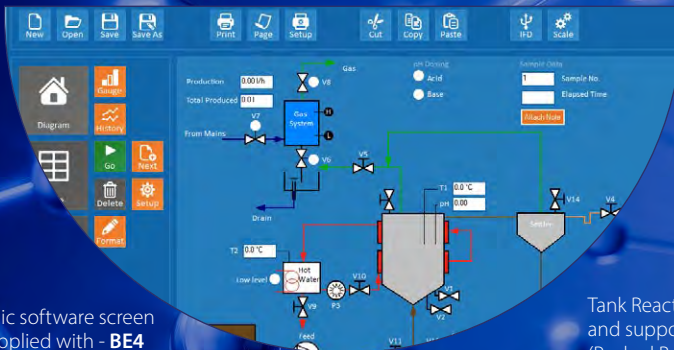 New Open Save Save As Print Page Setup Cut Copy Paste IFD Scale
Gas
pH Dosing
Sample Data
Production 0.00 l/h
V8
Acid
1 Sample No.
Total Produced 0.0 l
Base
Elapsed Time
Gauge
V7
Gas
H
Attach Note
Diagram
History
From Mains
System
L
Go Next
V6
V5
Delete Setup
T1 0.0 °C
Drain
pH 0.00
V14
V4
Format
T2 0.0 °C
Hot
Low level
Water
V10
V9
P3
V1
V2
Feed
V11
ic software screen
pplied with - BE4
Tank React
and suppo